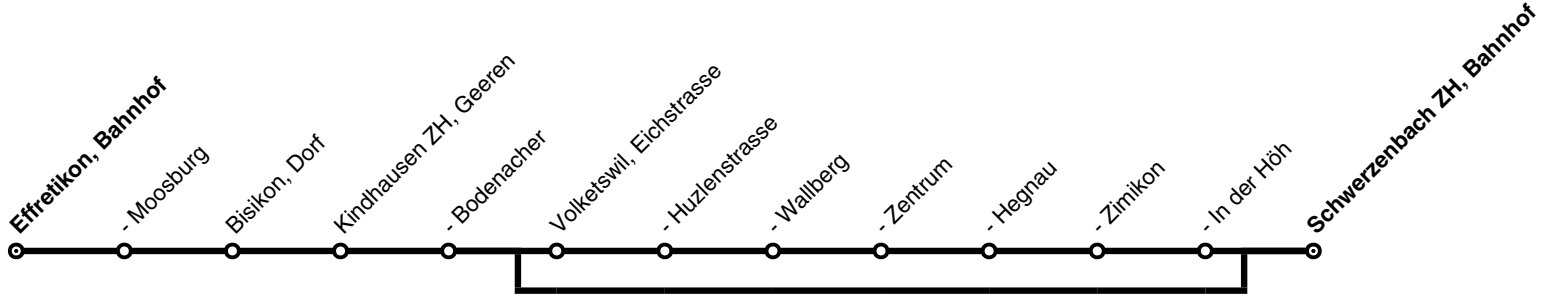 Effretikon, Bahnhof
- Moosburg
Bisikon, Dorf
Kindhausen ZH, Geeren
- Bodenacher
Volketswil, Eichstrasse
- Huzlenstrasse
- Wallberg
- Zentrum
- Hegnau
- Zimikon
- In der Höh
Schwerzenbach ZH, Bahnhof